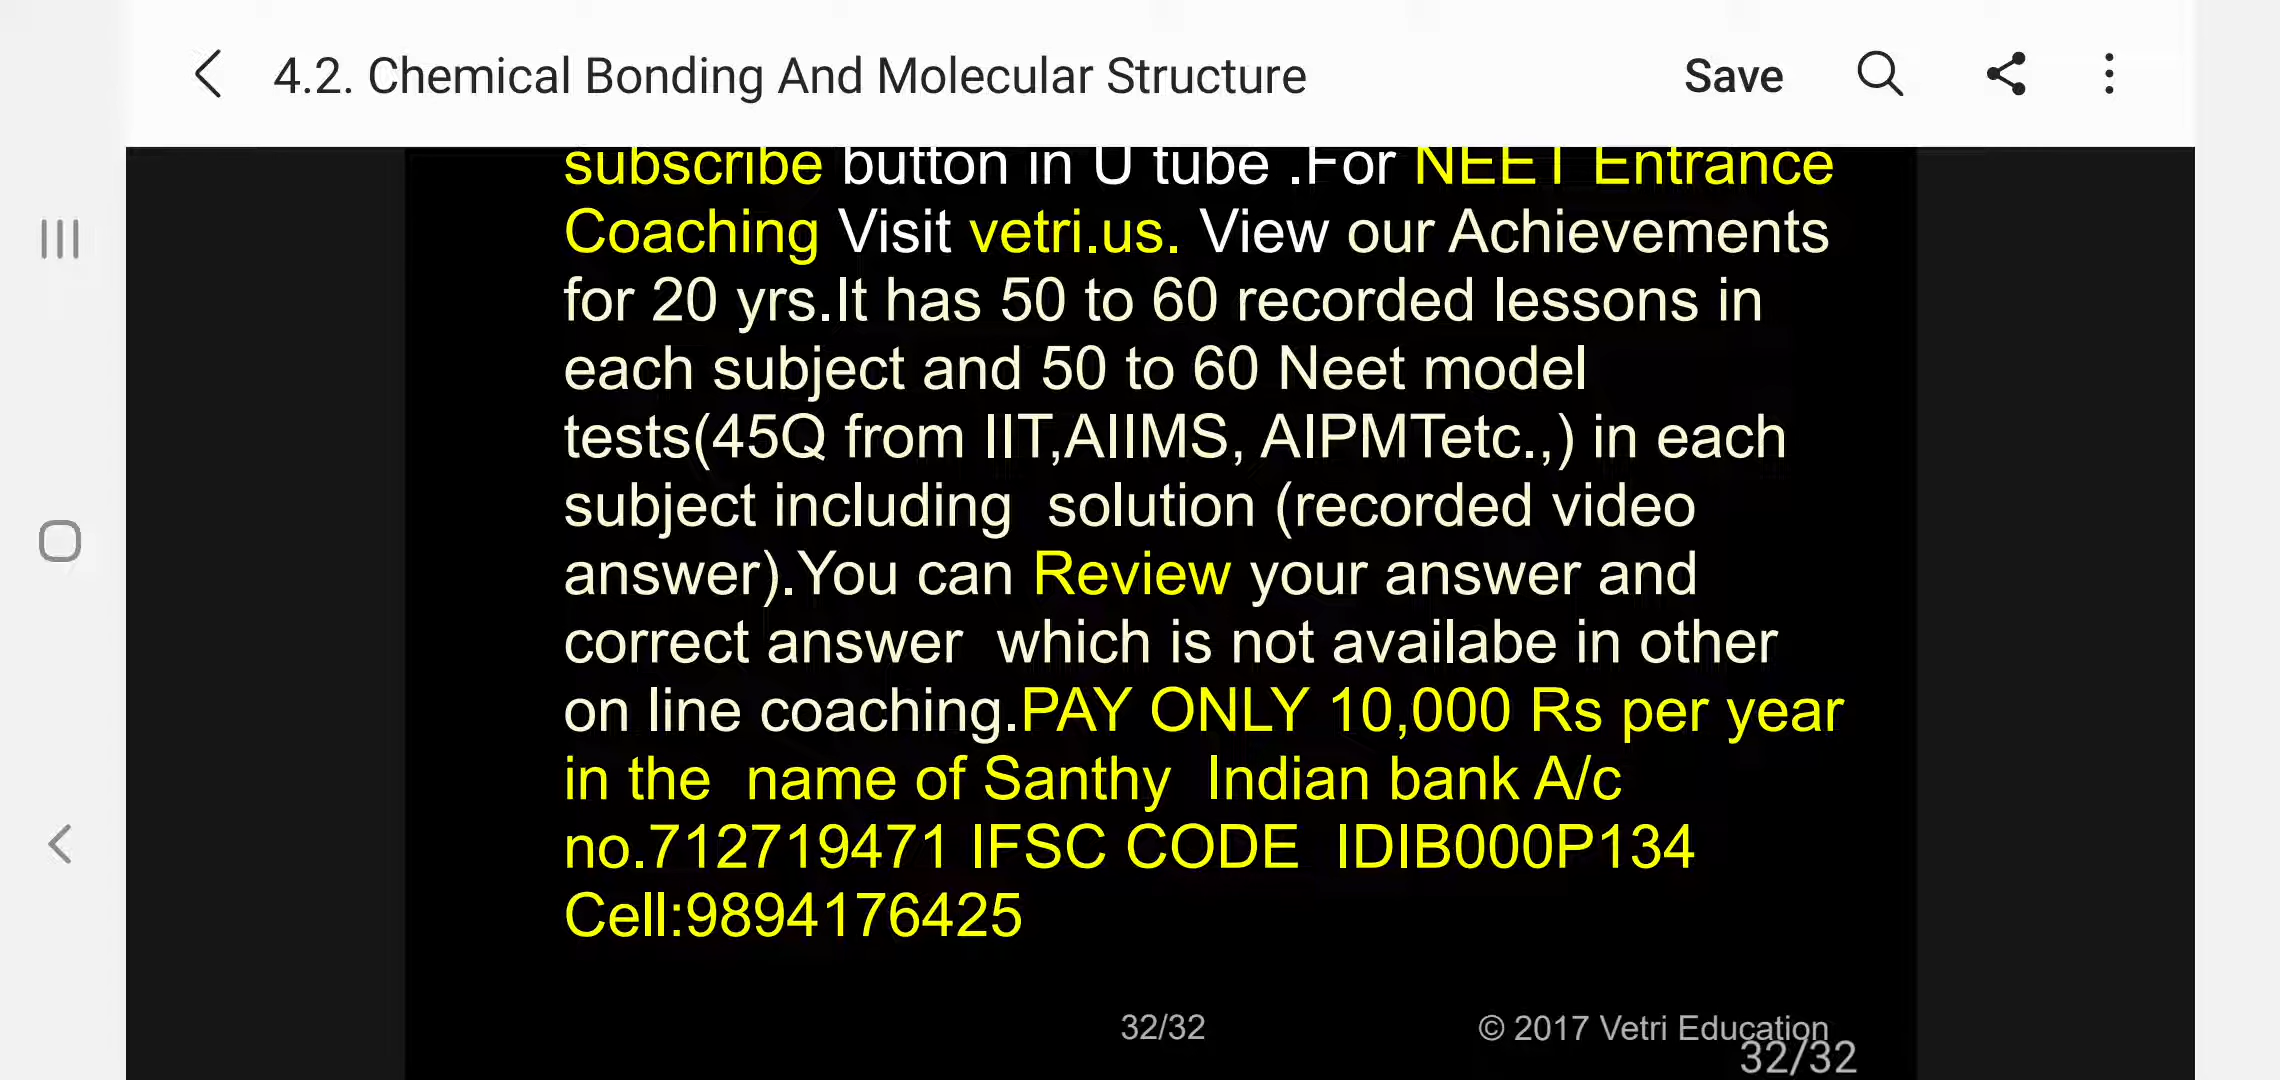 4.2. Chemical Bonding And Molecular Structure
Save
subscribe button in U tube .For NEET Entrance
Coaching Visit vetri.us. View our Achievements
for 20 yrs.It has 50 to 60 recorded lessons in
each subject and 50 to 60 Neet model
tests(45Q from IIT,AIIMS, AIPMTetc.,) in each
subject including  solution (recorded video
answer).You can Review your answer and
correct answer  which is not availabe in other
on line coaching.PAY ONLY 10,000 Rs per year
in the  name of Santhy  Indian bank A/c
no.712719471 IFSC CODE  IDIB000P134
Cell:9894176425
32/32
© 2017 Vetri Education
32/32